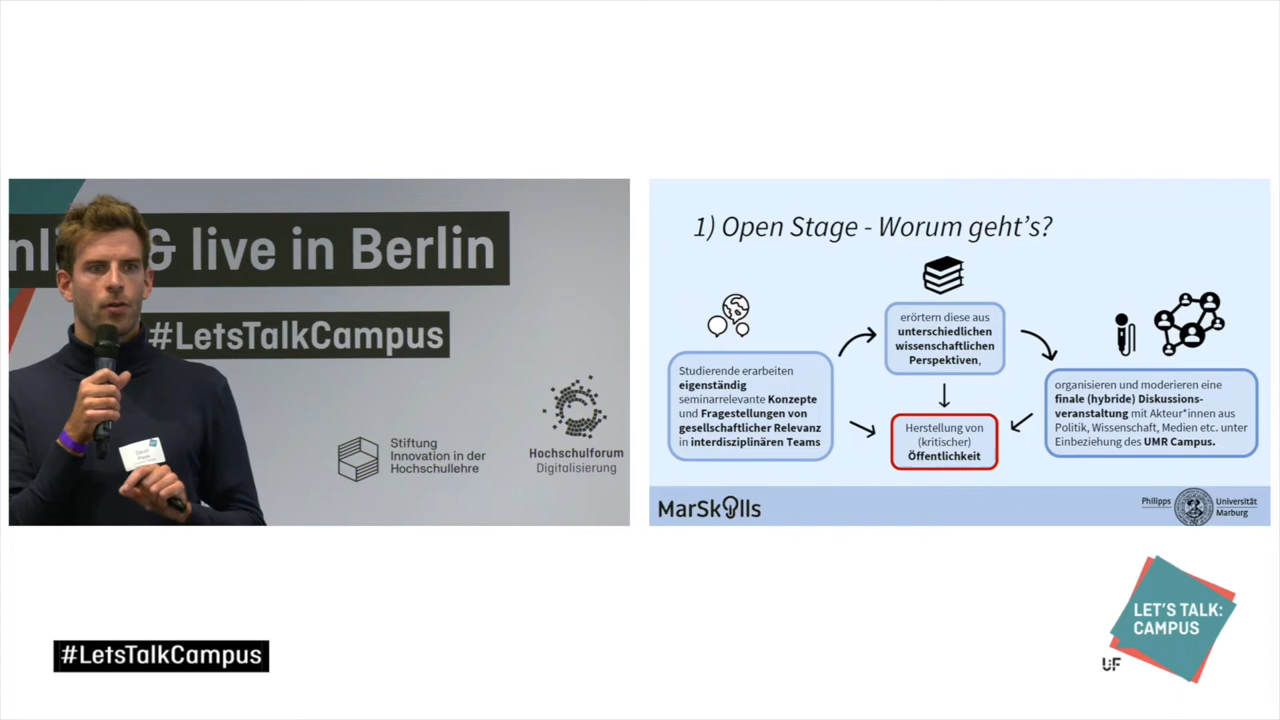 nli
& live in Berlin
#LetsTalkCampus
Stiftung
Innovation in der
Hochschullehre
Hochschulforum
Digitalisierung
David
1) Open Stage - Worum geht's?
Studierende erarbeiten
eigenständig
seminarrelevante Konzepte
und Fragestellungen von
gesellschaftlicher Relevanz
in interdisziplinären Teams
erörtern diese aus
unterschiedlichen
wissenschaftlichen
Perspektiven,
Herstellung von
(kritischer)
Öffentlichkeit
organisieren und moderieren eine
finale (hybride) Diskussions-
veranstaltung mit Akteur*innen aus
Politik, Wissenschaft, Medien etc. unter
Einbeziehung des UMR Campus.
MarSkills
Philipps
Universität
Marburg
#LetsTalkCampus
LET'S TALK:
CAMPUS